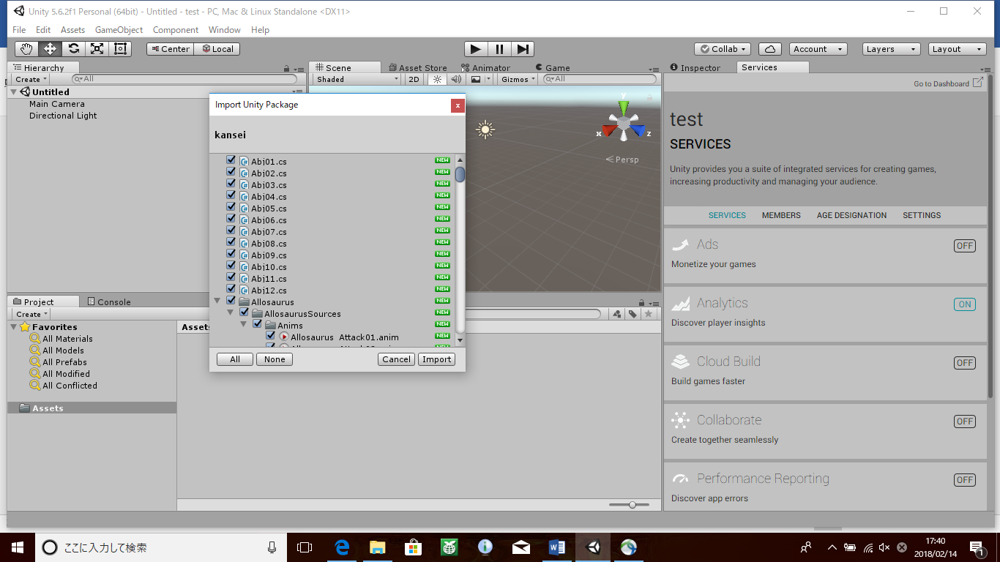 Unity 5.6.2f1 Personal (64bit) - Untitled - test - PC, Mac & Linux Standalone <DX11>
File Edit Assets GameObject Component Window Help
Center Local Collab Account Layers Layout
Hierarchy
Create All
Untitled
Main Camera
Directional Light
Scene Asset Store Animator Game
Shaded 2D Gizmos All
y
x z
Persp
Import Unity Package
x
kansei
Abj01.cs NEW
Abj02.cs NEW
Abj03.cs NEW
Abj04.cs NEW
Abj05.cs NEW
Abj06.cs NEW
Abj07.cs NEW
Abj08.cs NEW
Abj09.cs NEW
Abj10.cs NEW
Abj11.cs NEW
Abj12.cs NEW
Allosaurus NEW
AllosaurusSources NEW
Anims NEW
Allosaurus Attack01.anim NEW
All None Cancel Import
Project Console
Create
Favorites
All Materials
All Models
All Prefabs
All Modified
All Conflicted
Assets
Assets
Inspector Services
Go to Dashboard
test
SERVICES
Unity provides you a suite of integrated services for creating games,
increasing productivity and managing your audience.
SERVICES MEMBERS AGE DESIGNATION SETTINGS
Ads OFF
Monetize your games
Analytics ON
Discover player insights
Cloud Build OFF
Build games faster
Collaborate OFF
Create together seamlessly
Performance Reporting OFF
Discover app errors
ここに入力して検索
17:40
2018/02/14
1